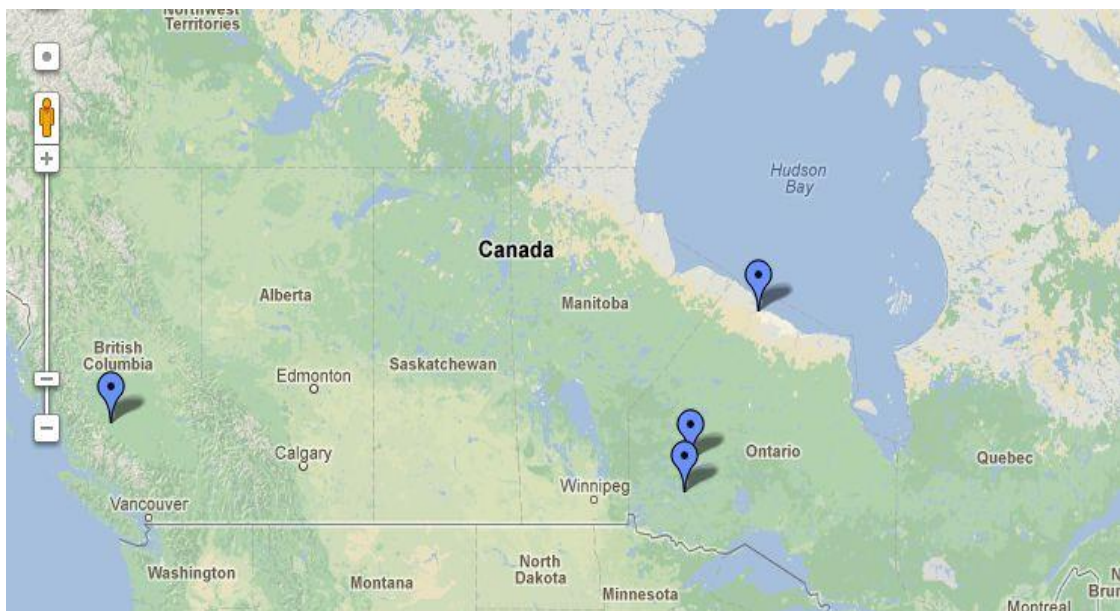 Northwest
Territories
Hudson
Bay
Canada
Alberta
Manitoba
British
Columbia
Saskatchewan
Edmonton
Calgary
Ontario
Quebec
Winnipeg
Vancouver
Washington
Montana
North
Dakota
Minnesota
N
Bru
Montreal